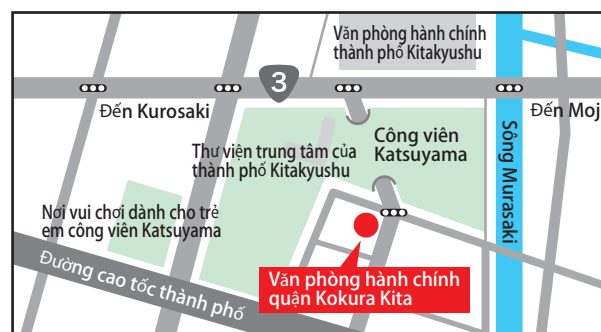 Văn phòng hành chính
thành phố Kitakyushu
3
Đến Kurosaki
Đến Moj
Công viên
Katsuyama
Thư viện trung tâm của
thành phố Kitakyushu
Sông Murasaki
Nơi vui chơi dành cho trẻ
em công viên Katsuyama
Đường cao tốc thành phố
Văn phòng hành chính
quận Kokura Kita